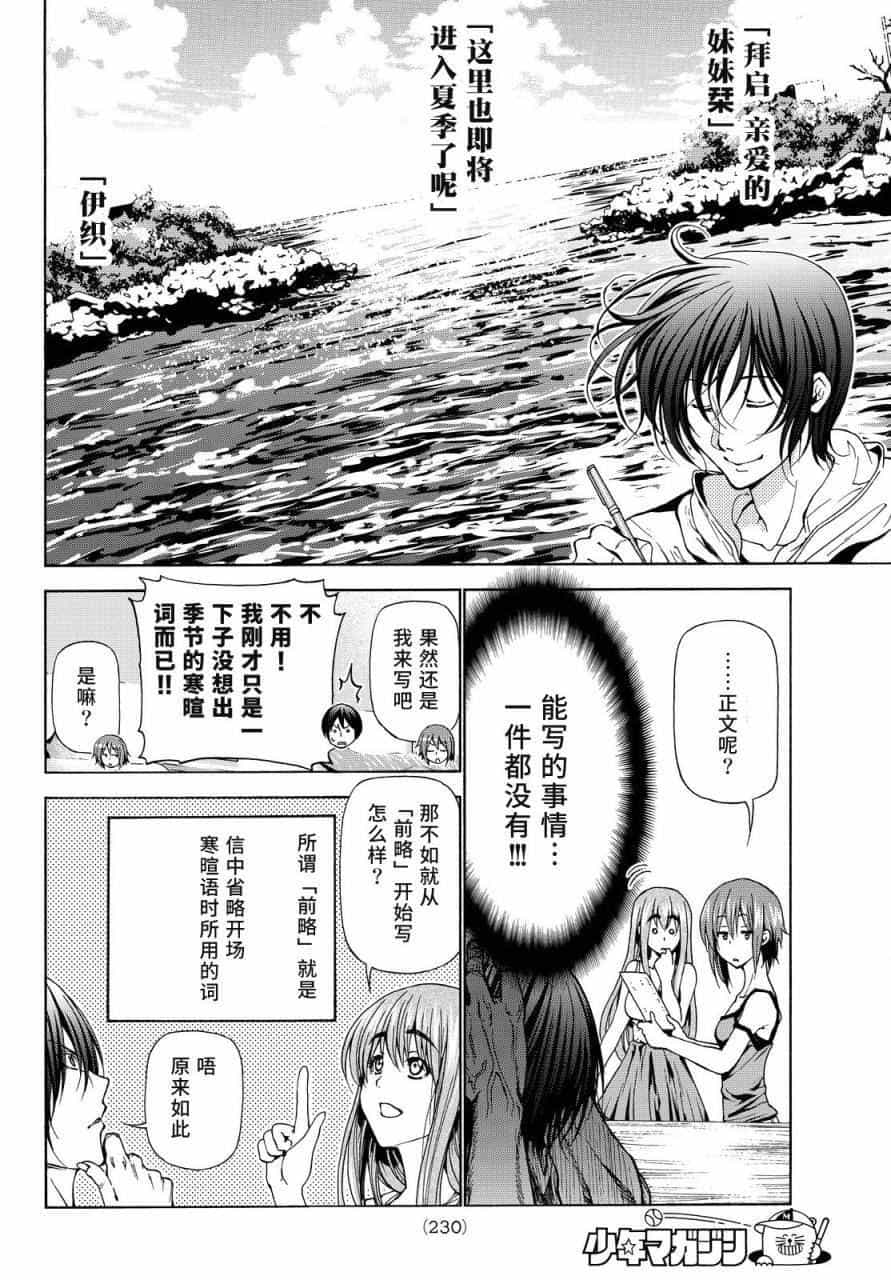 「拜启，亲爱的
妹妹栞」
「这里也即将
进入夏季了呢」
「伊织」
……
正文呢？
能写的事情…
一件都没有!!!
果然还是
我来写吧
不
不用！
我刚才只是一
下子没想出
季节的寒暄
词而已!!
是嘛？
那不如就从
「前略」开始写
怎么样？
所谓「前略」就是
信中省略开场
寒暄语时所用的词
唔
原来如此
(230)
少年マガジン